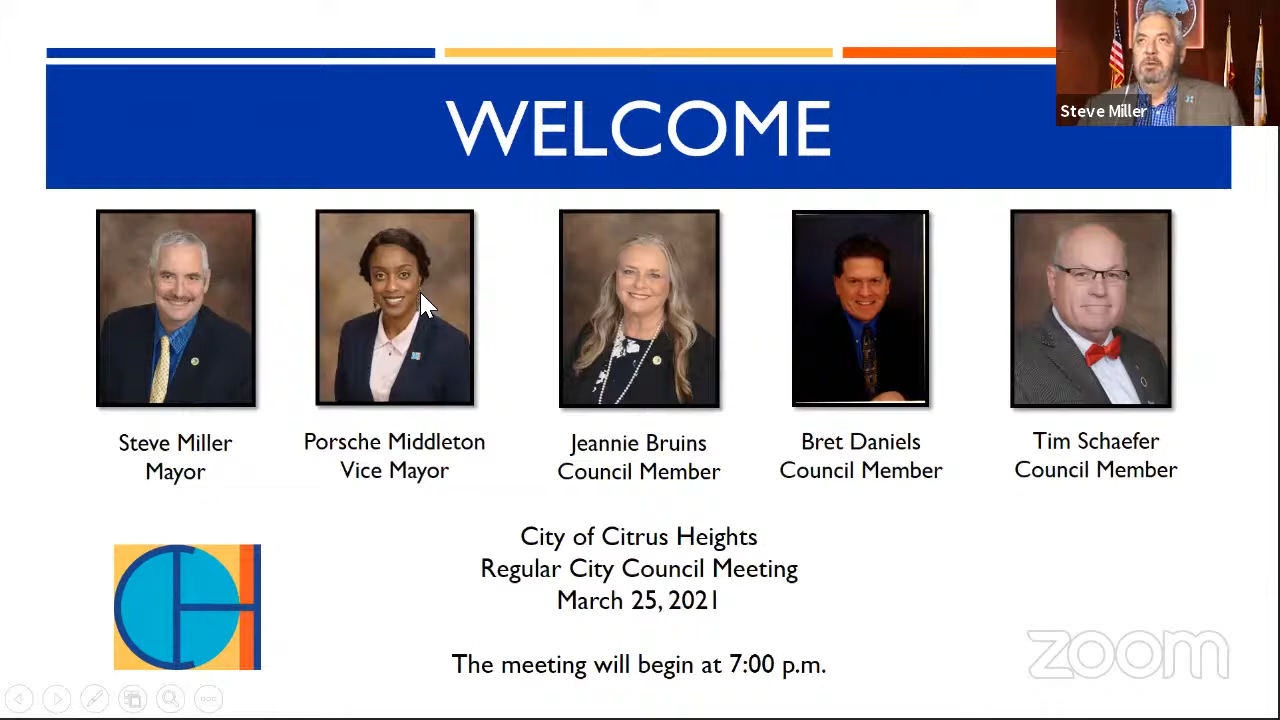 WELCOME
Steve Miller
Steve Miller
Mayor
Porsche Middleton
Vice Mayor
Jeannie Bruins
Council Member
Bret Daniels
Council Member
Tim Schaefer
Council Member
City of Citrus Heights
Regular City Council Meeting
March 25, 2021
The meeting will begin at 7:00 p.m.
CH
zoom